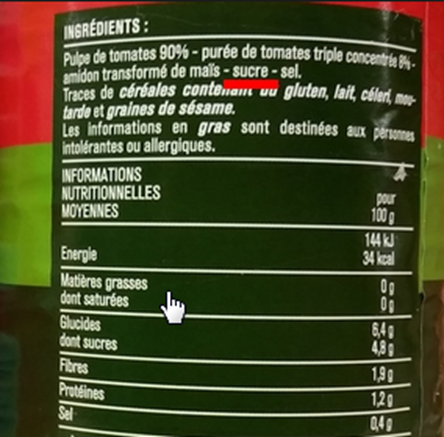 INGRÉDIENTS :
Pulpe de tomates 90% - purée de tomates triple concentrée 8% -
amidon transformé de maïs - sucre - sel.
Traces de céréales contenant du gluten, lait, céleri, mou-
tarde et graines de sésame.
Les informations en gras sont destinées aux personnes
intolérantes ou allergiques.
INFORMATIONS
NUTRITIONNELLES
MOYENNES
pour
100 g
Energie 144 kJ
34 kcal
Matières grasses 0 g
dont saturées 0 g
Glucides 6,4 g
dont sucres 4,8 g
Fibres 1,9 g
Protéines 1,2 g
Sel 0,4 g